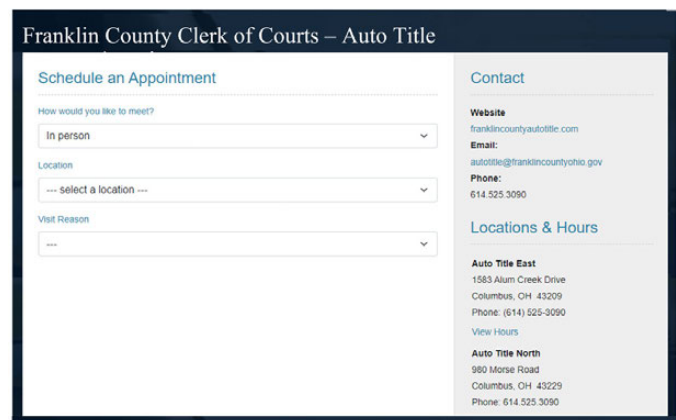 Franklin County Clerk of Courts – Auto Title
Schedule an Appointment
How would you like to meet?
In person
Location
--- select a location ---
Visit Reason
---
Contact
Website
franklincountyautotitle.com
Email:
autotitle@franklincountyohio.gov
Phone:
614.525.3090
Locations & Hours
Auto Title East
1583 Alum Creek Drive
Columbus, OH 43209
Phone: (614) 525-3090
View Hours
Auto Title North
980 Morse Road
Columbus, OH 43229
Phone: 614.525.3090